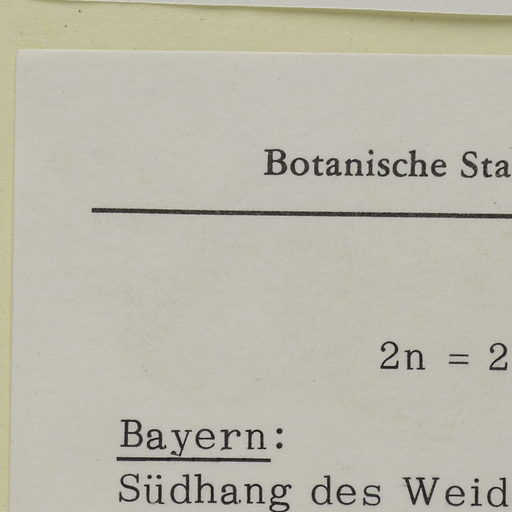 Botanische Sta
2n = 2
Bayern:
Südhang des Weid